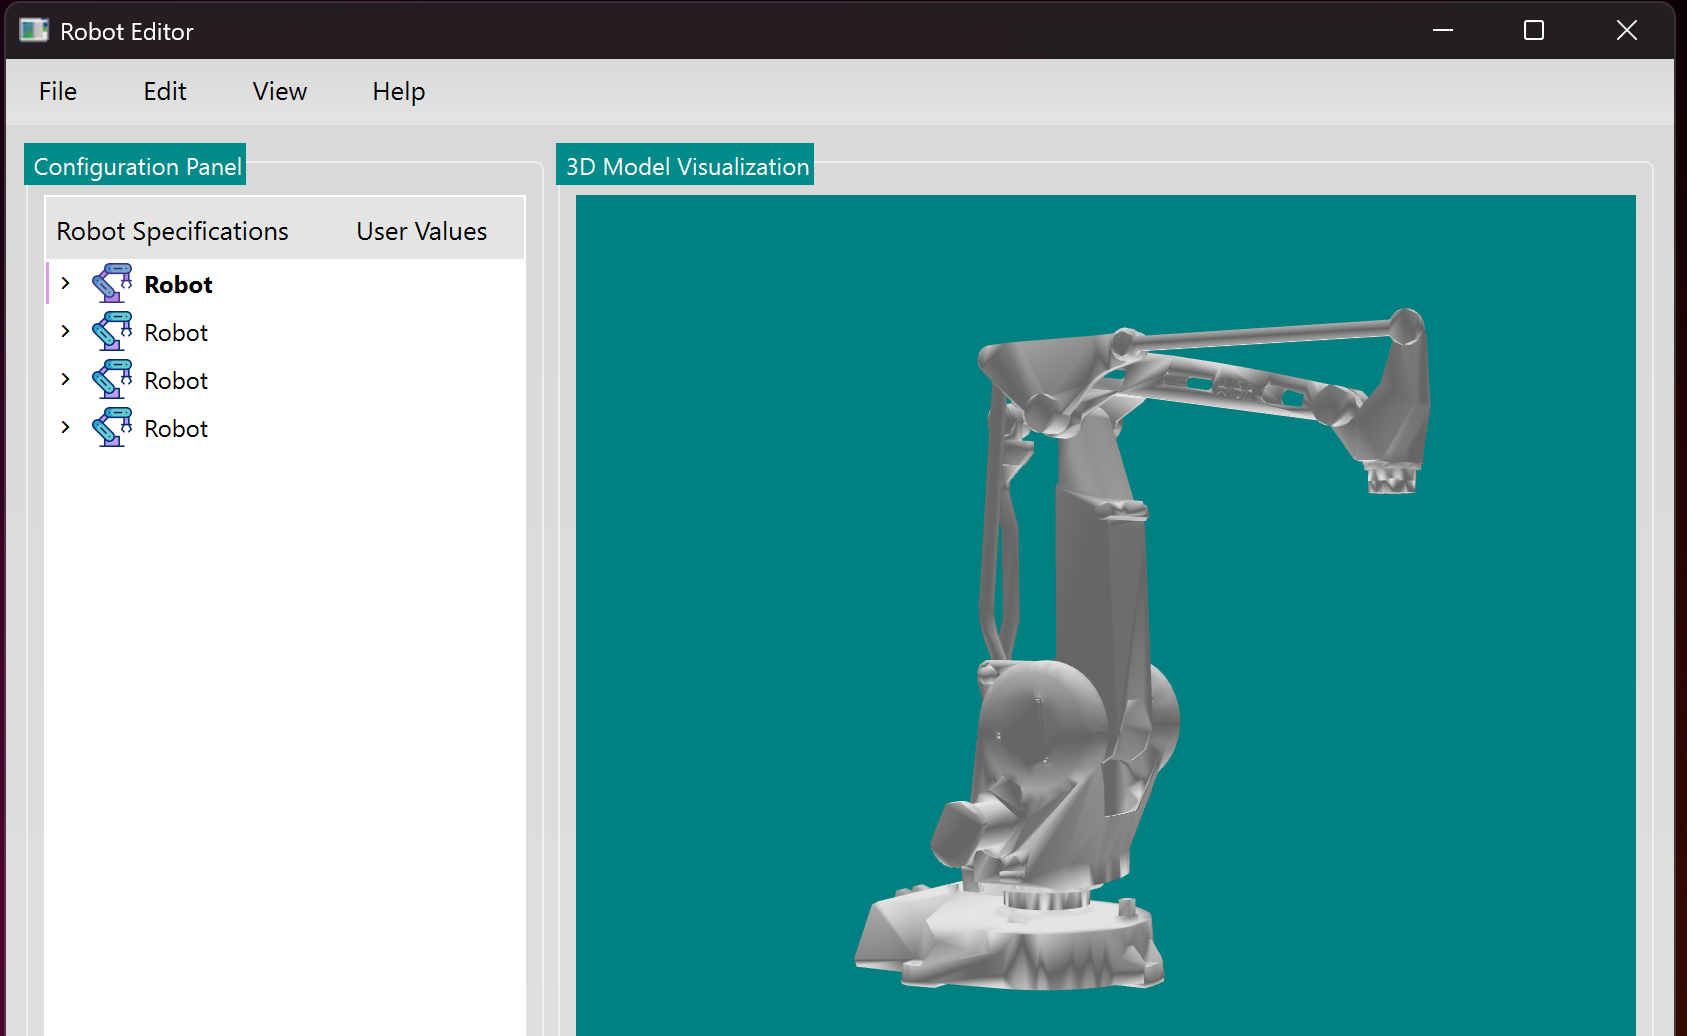 Robot Editor
File Edit View Help
Configuration Panel
3D Model Visualization
Robot Specifications User Values
Robot
Robot
Robot
Robot